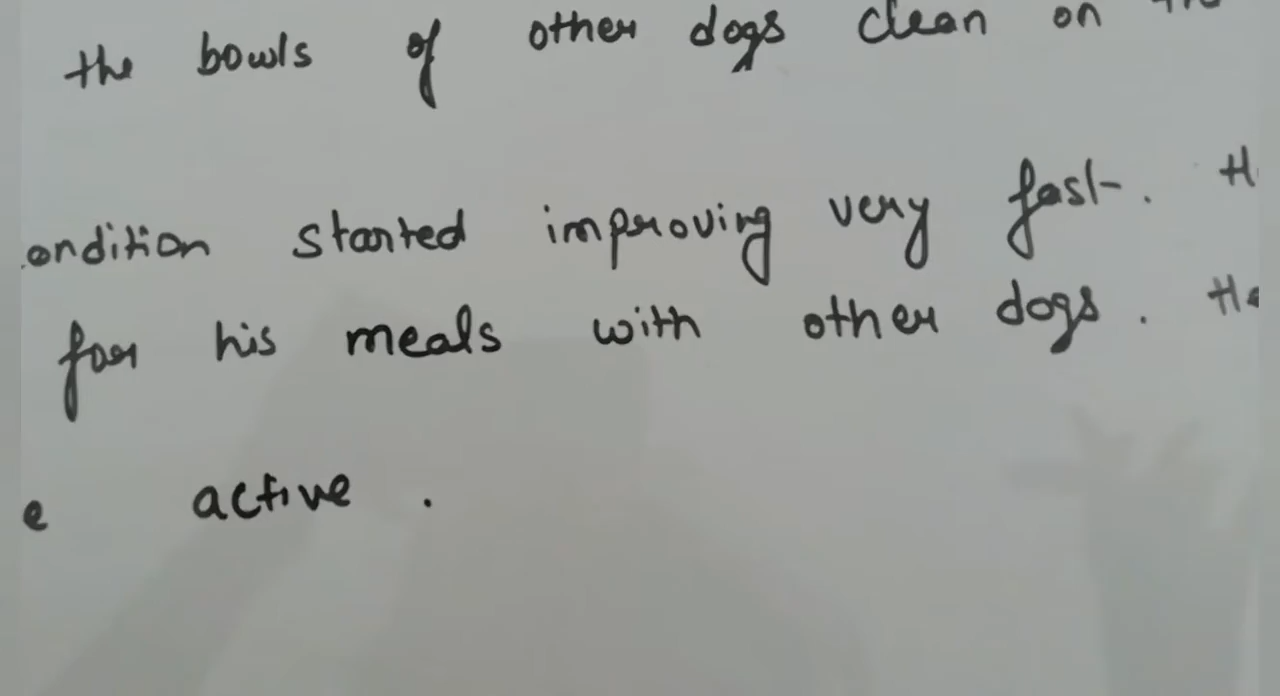 the bowls of other dogs clean on
ondition started improving very fast.
for his meals with other dogs. He
e active.